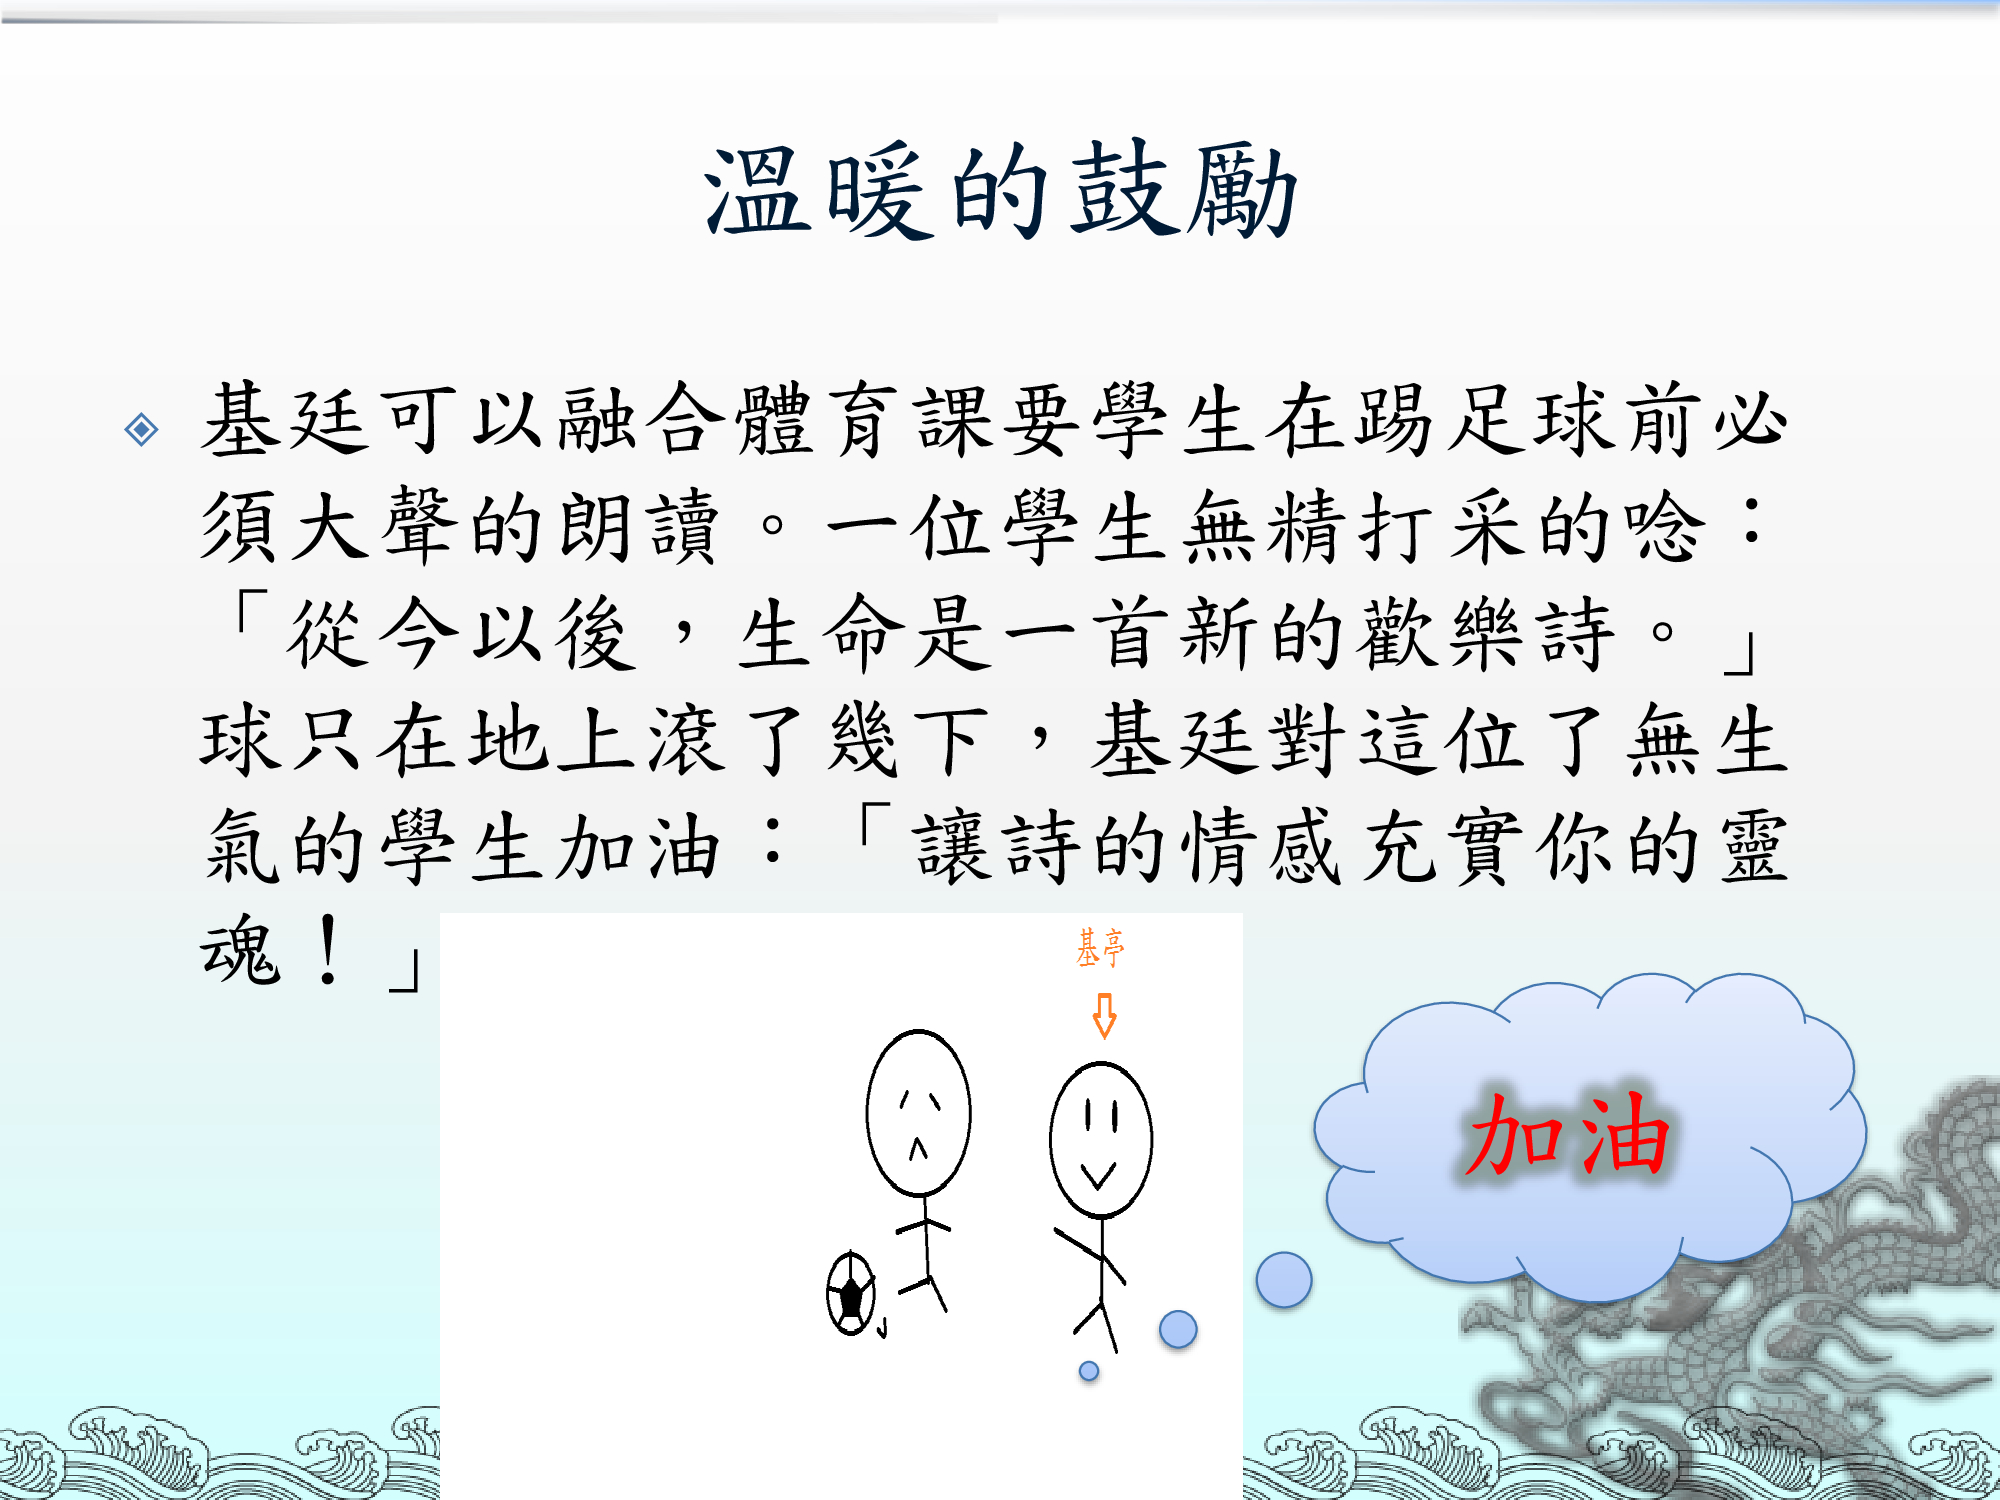 溫暖的鼓勵
基廷可以融合體育課要學生在踢足球前必
須大聲的朗讀。一位學生無精打采的唸：
「從今以後，生命是一首新的歡樂詩。」
球只在地上滾了幾下，基廷對這位了無生
氣的學生加油：「讓詩的情感充實你的靈
魂！」
基亭
加油